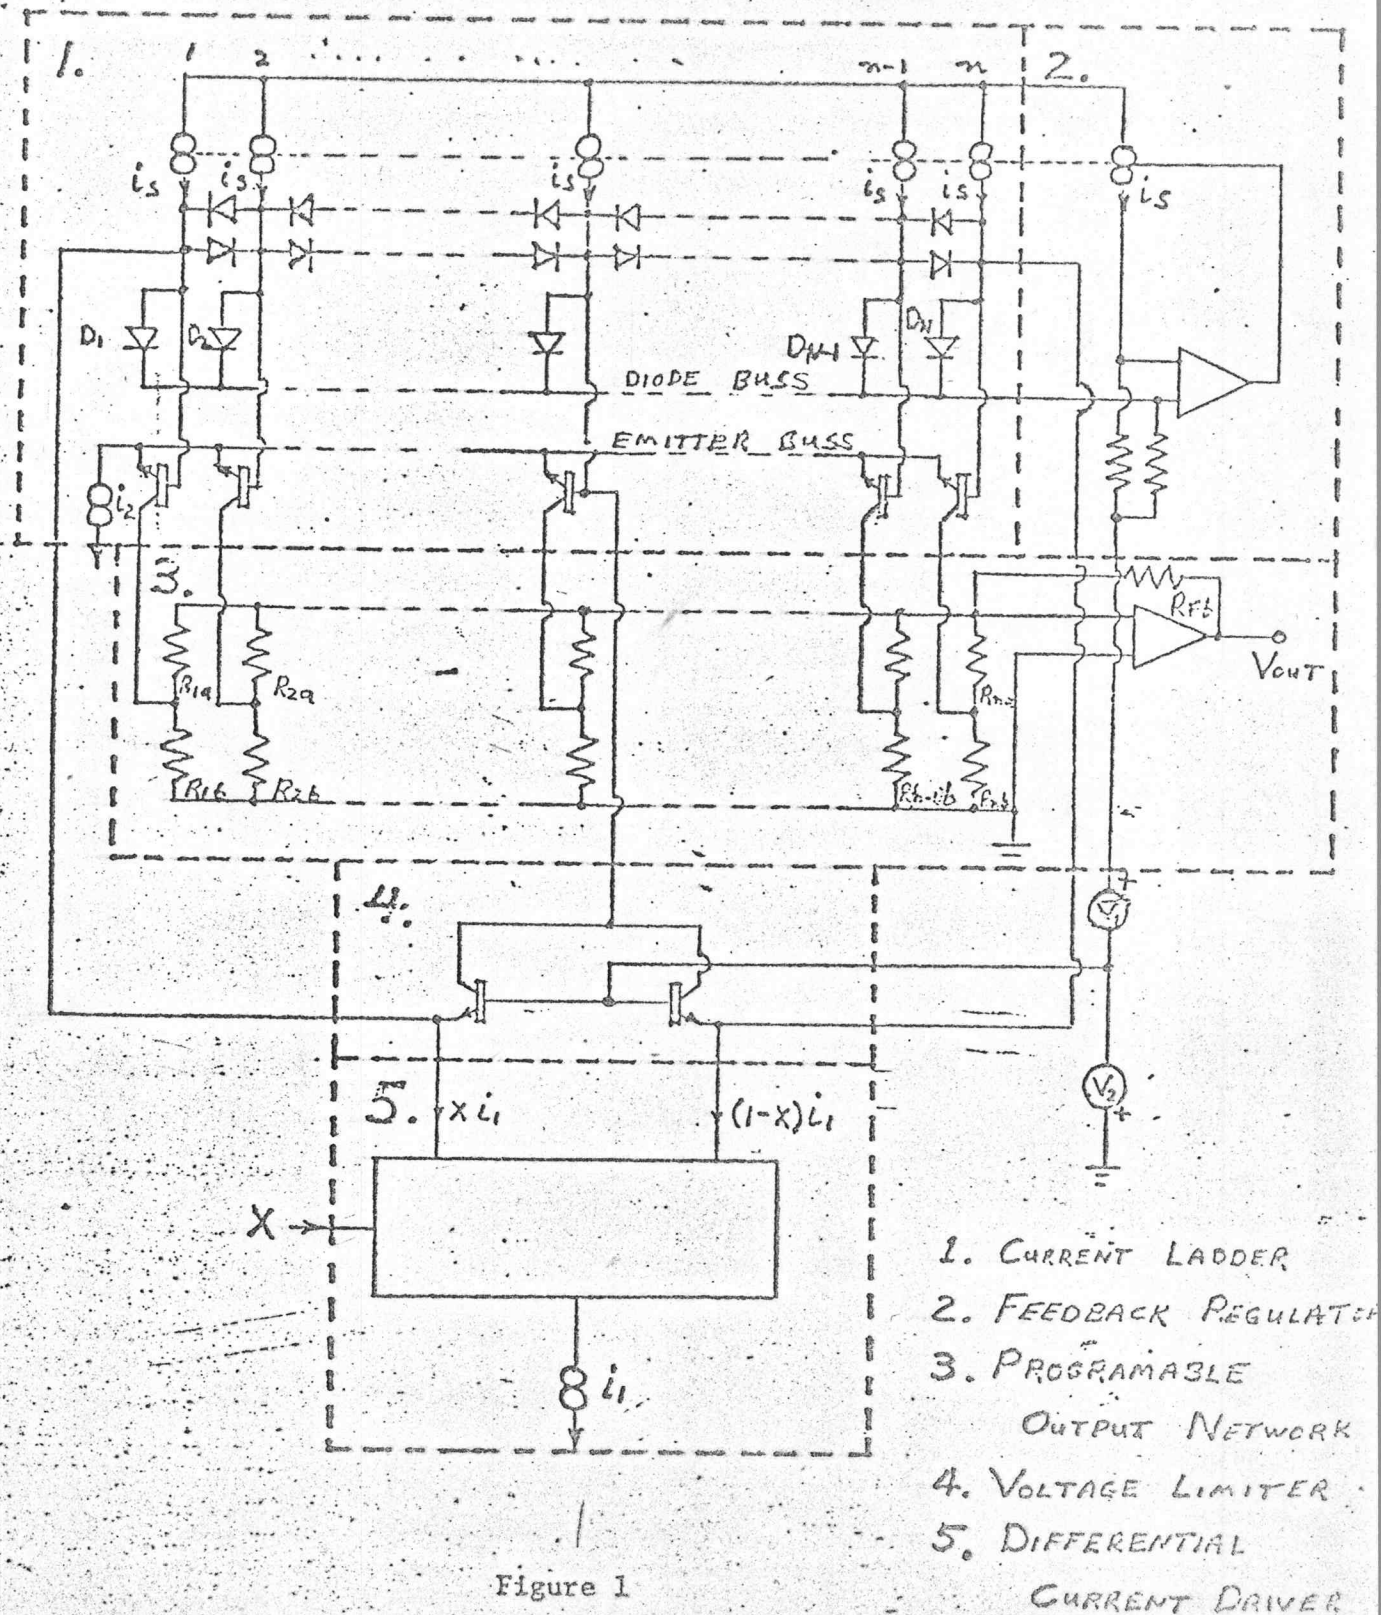 1.
1 2 n-1 n
2.
is is is is is is
D1 D2 DN-1 DN
DIODE BUSS
EMITTER BUSS
i2
3.
RFb
VOUT
R1a R2a
R1b R2b
4.
V1
5.
xi1
(1-x)i1
V2
+
+
X
i1
1. CURRENT LADDER
2. FEEDBACK REGULATOR
3. PROGRAMABLE
OUTPUT NETWORK
4. VOLTAGE LIMITER
5. DIFFERENTIAL
CURRENT DRIVER
Figure 1